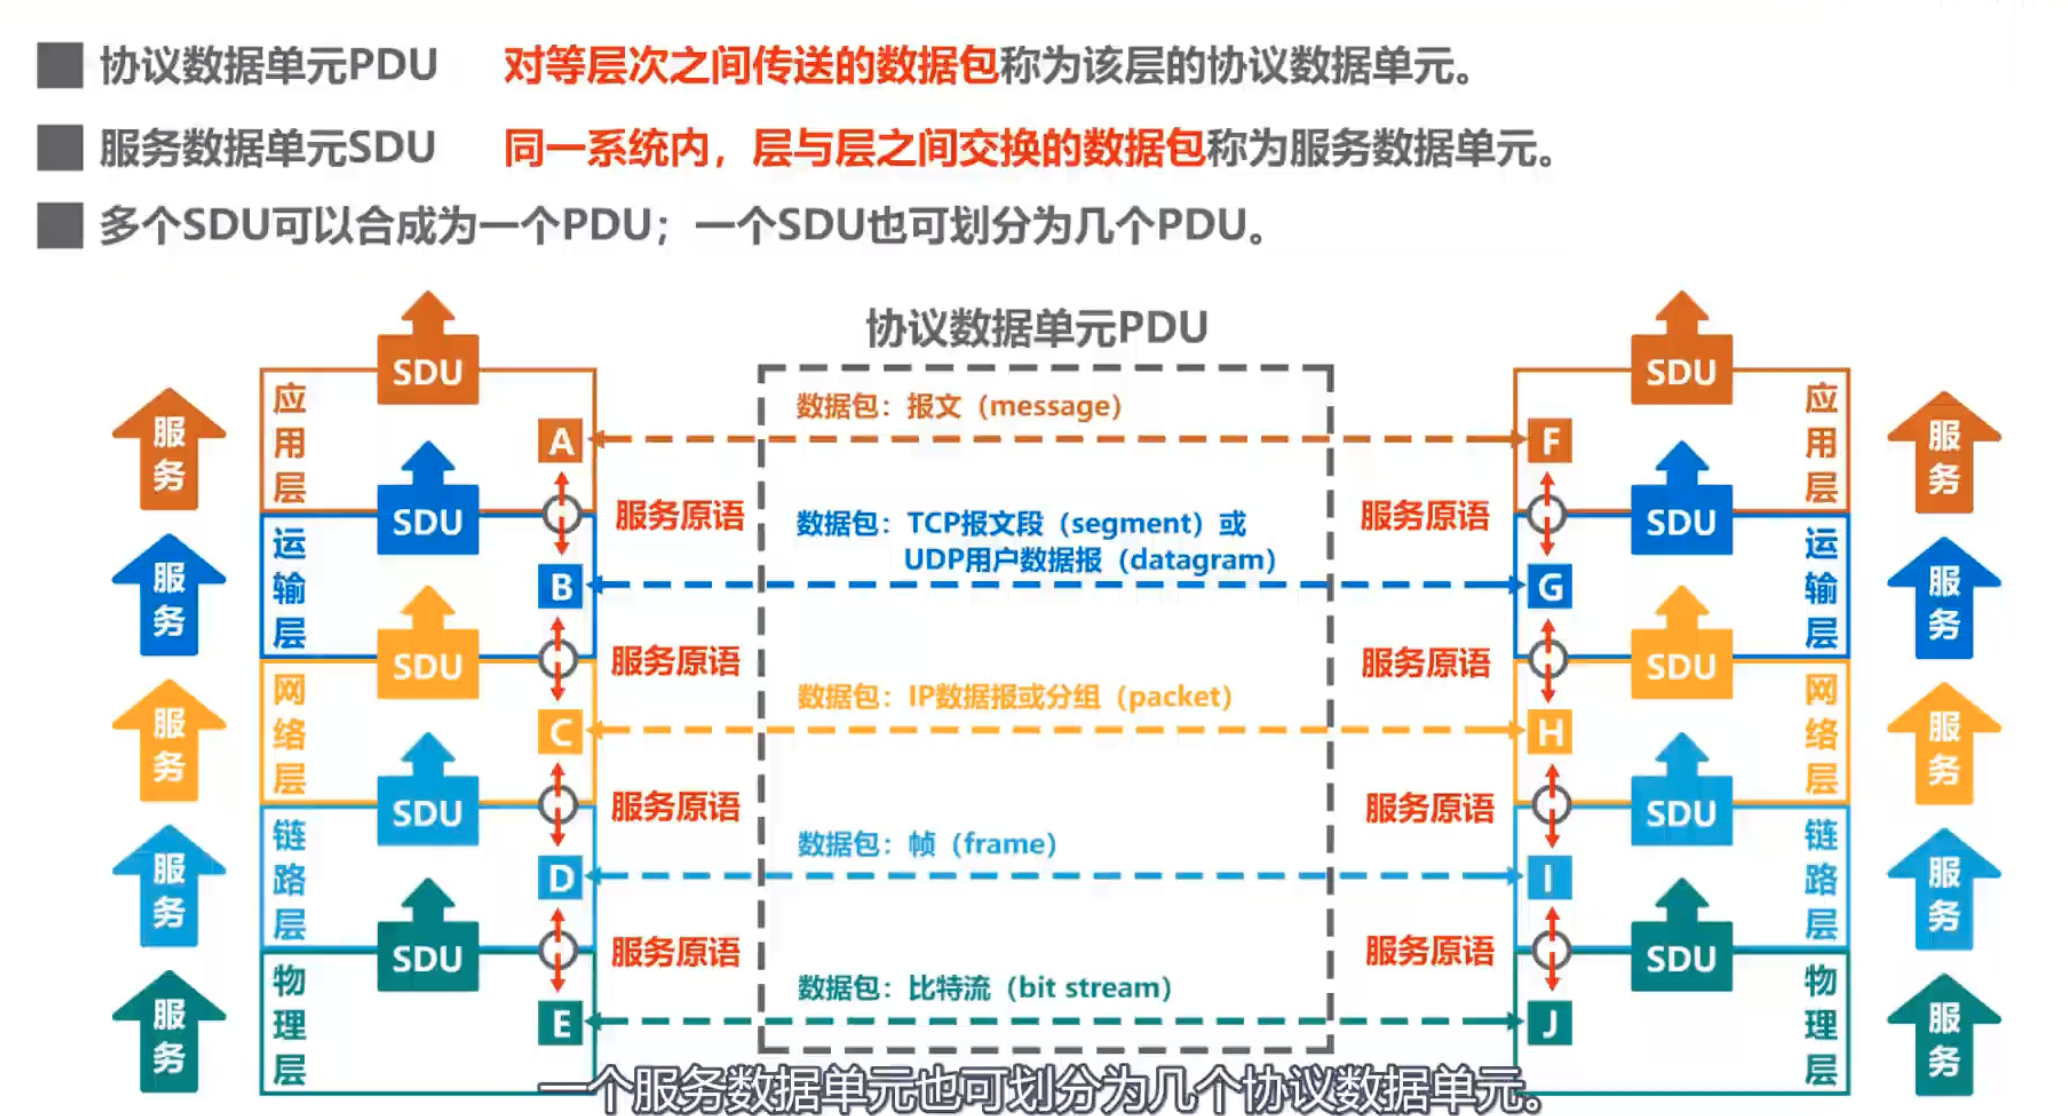 协议数据单元PDU 对等层次之间传送的数据包称为该层的协议数据单元。
服务数据单元SDU 同一系统内，层与层之间交换的数据包称为服务数据单元。
多个SDU可以合成为一个PDU；一个SDU也可划分为几个PDU。
协议数据单元PDU
服务
应用层
SDU
A
数据包：报文（message）
F
SDU
应用层
服务
服务原语
服务原语
服务
运输层
SDU
B
数据包：TCP报文段（segment）或
UDP用户数据报（datagram）
G
SDU
运输层
服务
服务原语
服务原语
服务
网络层
SDU
C
数据包：IP数据报或分组（packet）
H
SDU
网络层
服务
服务原语
服务原语
服务
链路层
SDU
D
数据包：帧（frame）
I
SDU
链路层
服务
服务原语
服务原语
服务
物理层
SDU
E
数据包：比特流（bit stream）
J
SDU
物理层
服务
一个服务数据单元也可划分为几个协议数据单元。